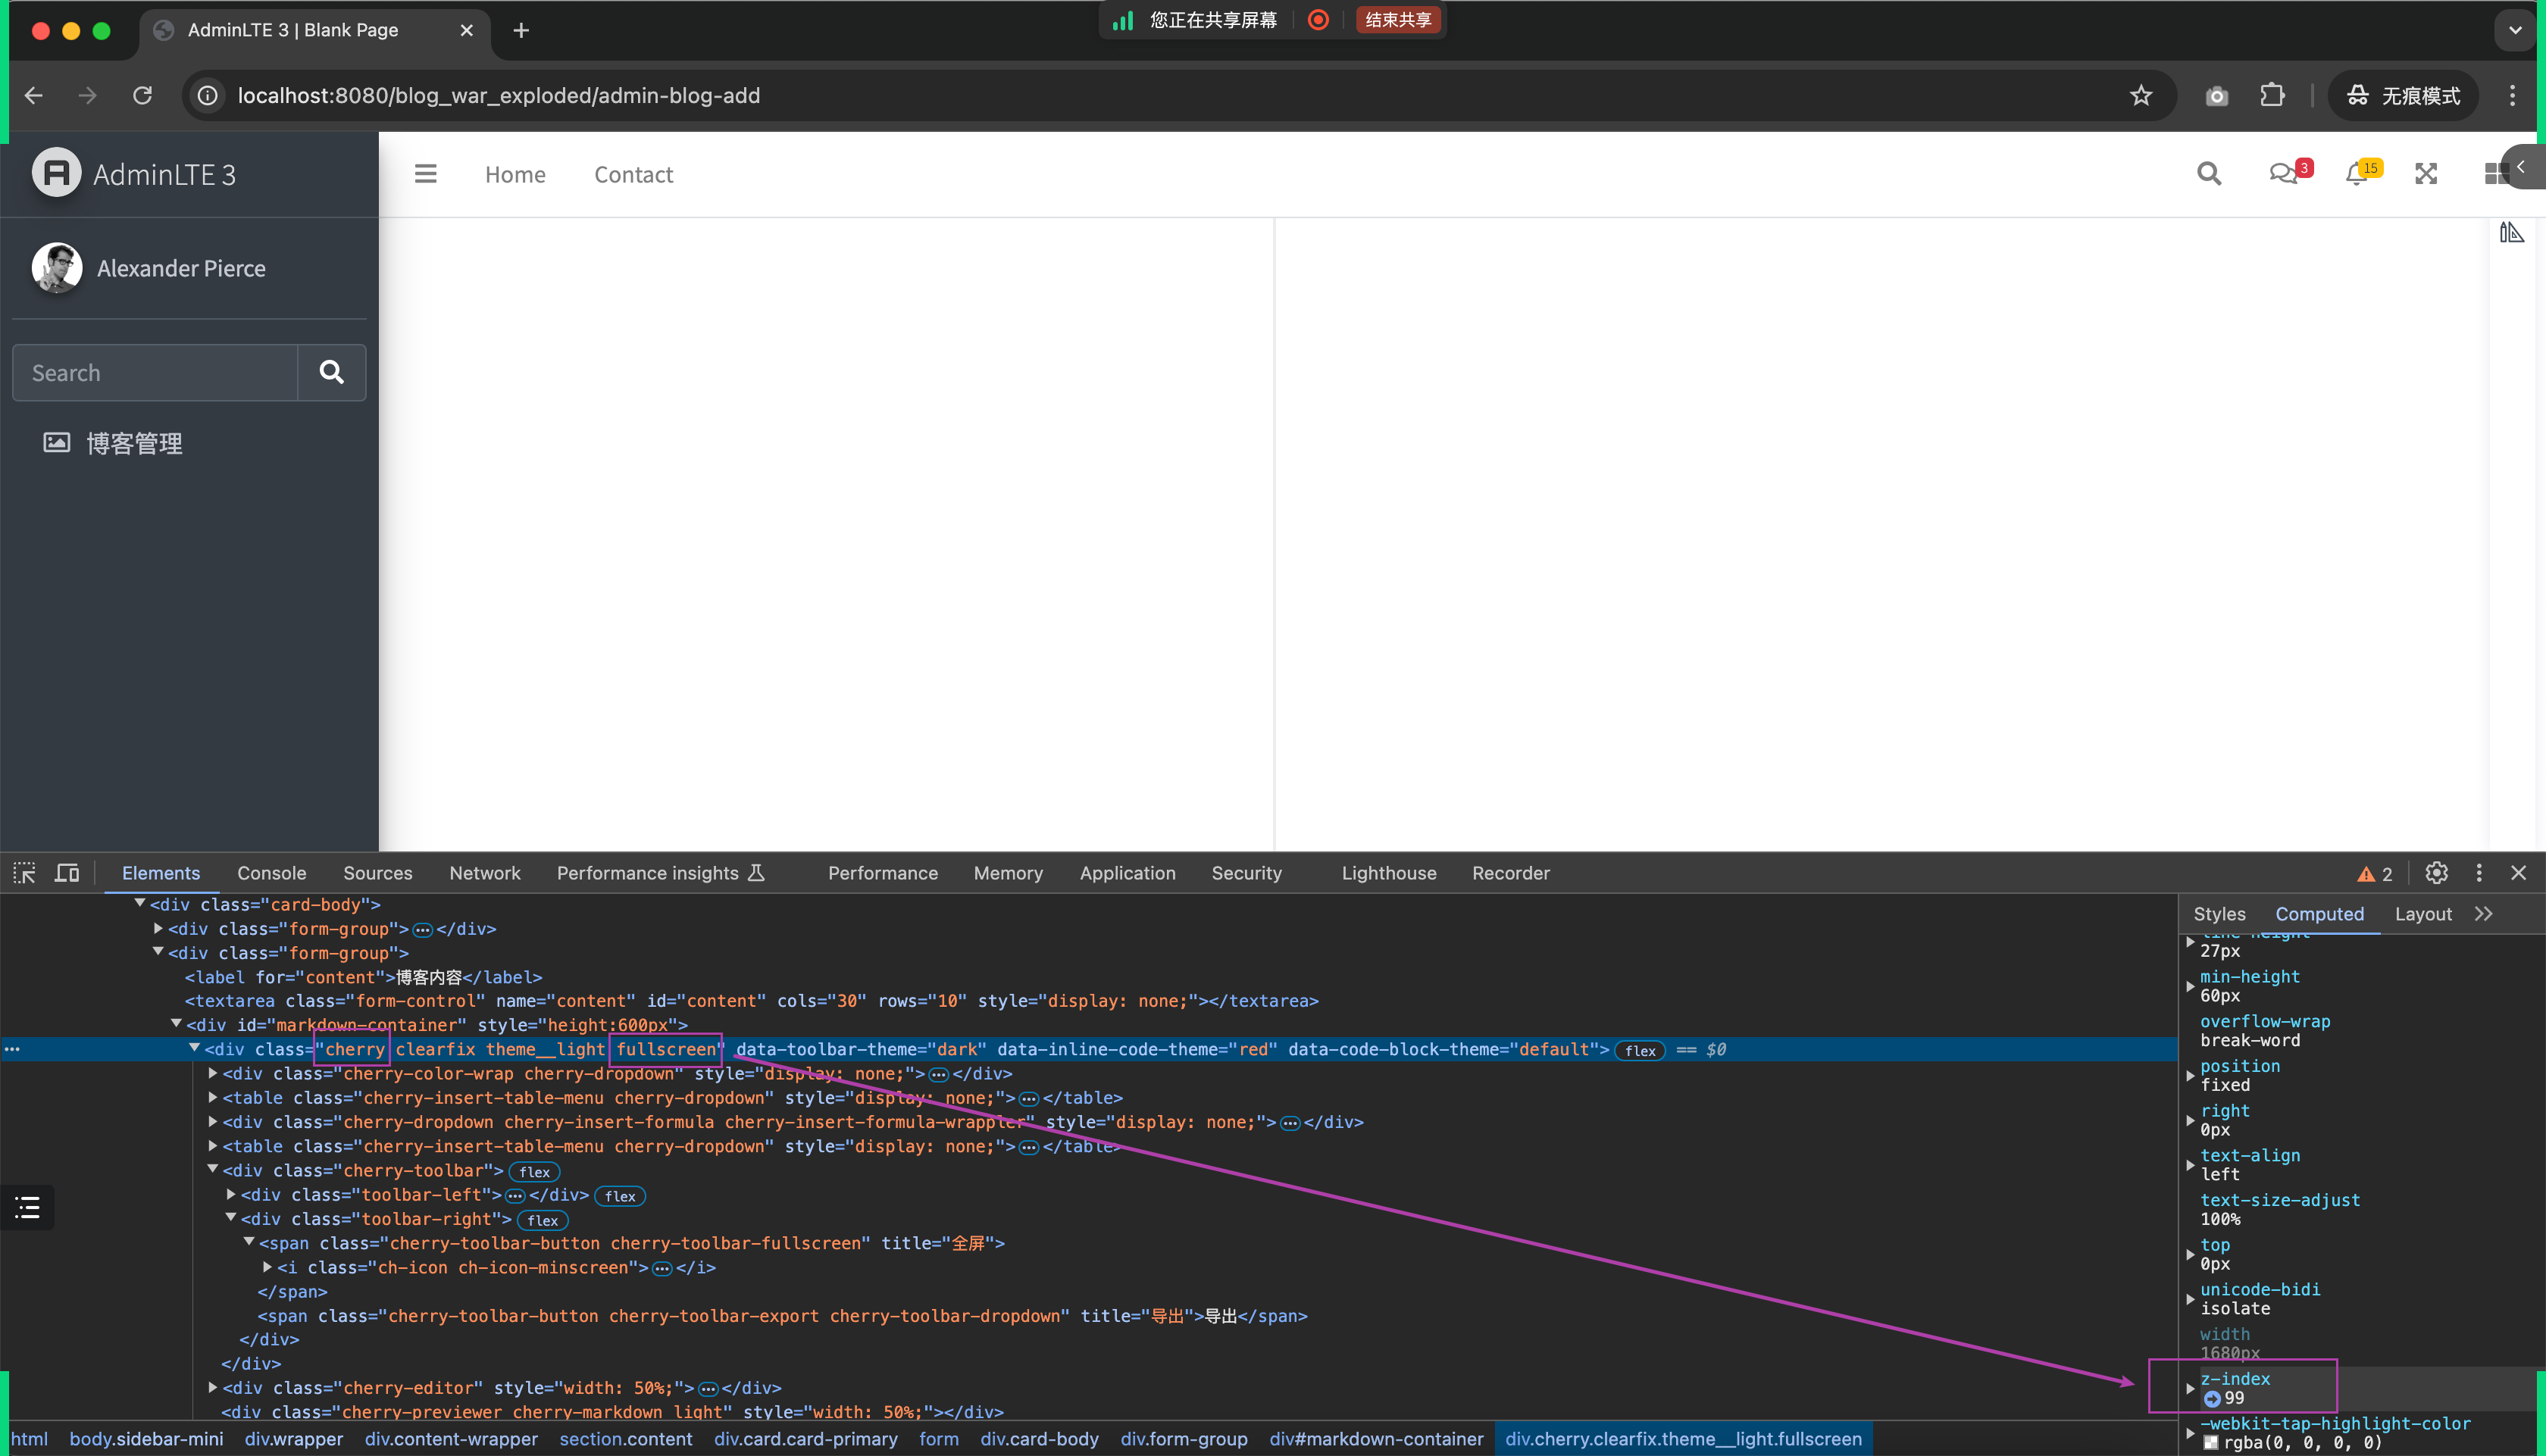 AdminLTE 3 | Blank Page
您正在共享屏幕
结束共享
localhost:8080/blog_war_exploded/admin-blog-add
无痕模式
AdminLTE 3
Home
Contact
3
15
Alexander Pierce
Search
博客管理
Elements
Console
Sources
Network
Performance insights
Performance
Memory
Application
Security
Lighthouse
Recorder
2
<div class="card-body">
<div class="form-group">…</div>
<div class="form-group">
<label for="content">博客内容</label>
<textarea class="form-control" name="content" id="content" cols="30" rows="10" style="display: none;"></textarea>
<div id="markdown-container" style="height:600px">
… <div class="cherry clearfix theme__light fullscreen" data-toolbar-theme="dark" data-inline-code-theme="red" data-code-block-theme="default"> flex == $0
<div class="cherry-color-wrap cherry-dropdown" style="display: none;">…</div>
<table class="cherry-insert-table-menu cherry-dropdown" style="display: none;">…</table>
<div class="cherry-dropdown cherry-insert-formula cherry-insert-formula-wrappler" style="display: none;">…</div>
<table class="cherry-insert-table-menu cherry-dropdown" style="display: none;">…</table>
<div class="cherry-toolbar"> flex
<div class="toolbar-left">…</div> flex
<div class="toolbar-right"> flex
<span class="cherry-toolbar-button cherry-toolbar-fullscreen" title="全屏">
<i class="ch-icon ch-icon-minscreen">…</i>
</span>
<span class="cherry-toolbar-button cherry-toolbar-export cherry-toolbar-dropdown" title="导出">导出</span>
</div>
</div>
<div class="cherry-editor" style="width: 50%;">…</div>
<div class="cherry-previewer cherry-markdown light" style="width: 50%;"></div>
html body.sidebar-mini div.wrapper div.content-wrapper section.content div.card.card-primary form div.card-body div.form-group div#markdown-container div.cherry.clearfix.theme__light.fullscreen
Styles
Computed
Layout
line-height
27px
min-height
60px
overflow-wrap
break-word
position
fixed
right
0px
text-align
left
text-size-adjust
100%
top
0px
unicode-bidi
isolate
width
1680px
z-index
99
-webkit-tap-highlight-color
rgba(0, 0, 0, 0)